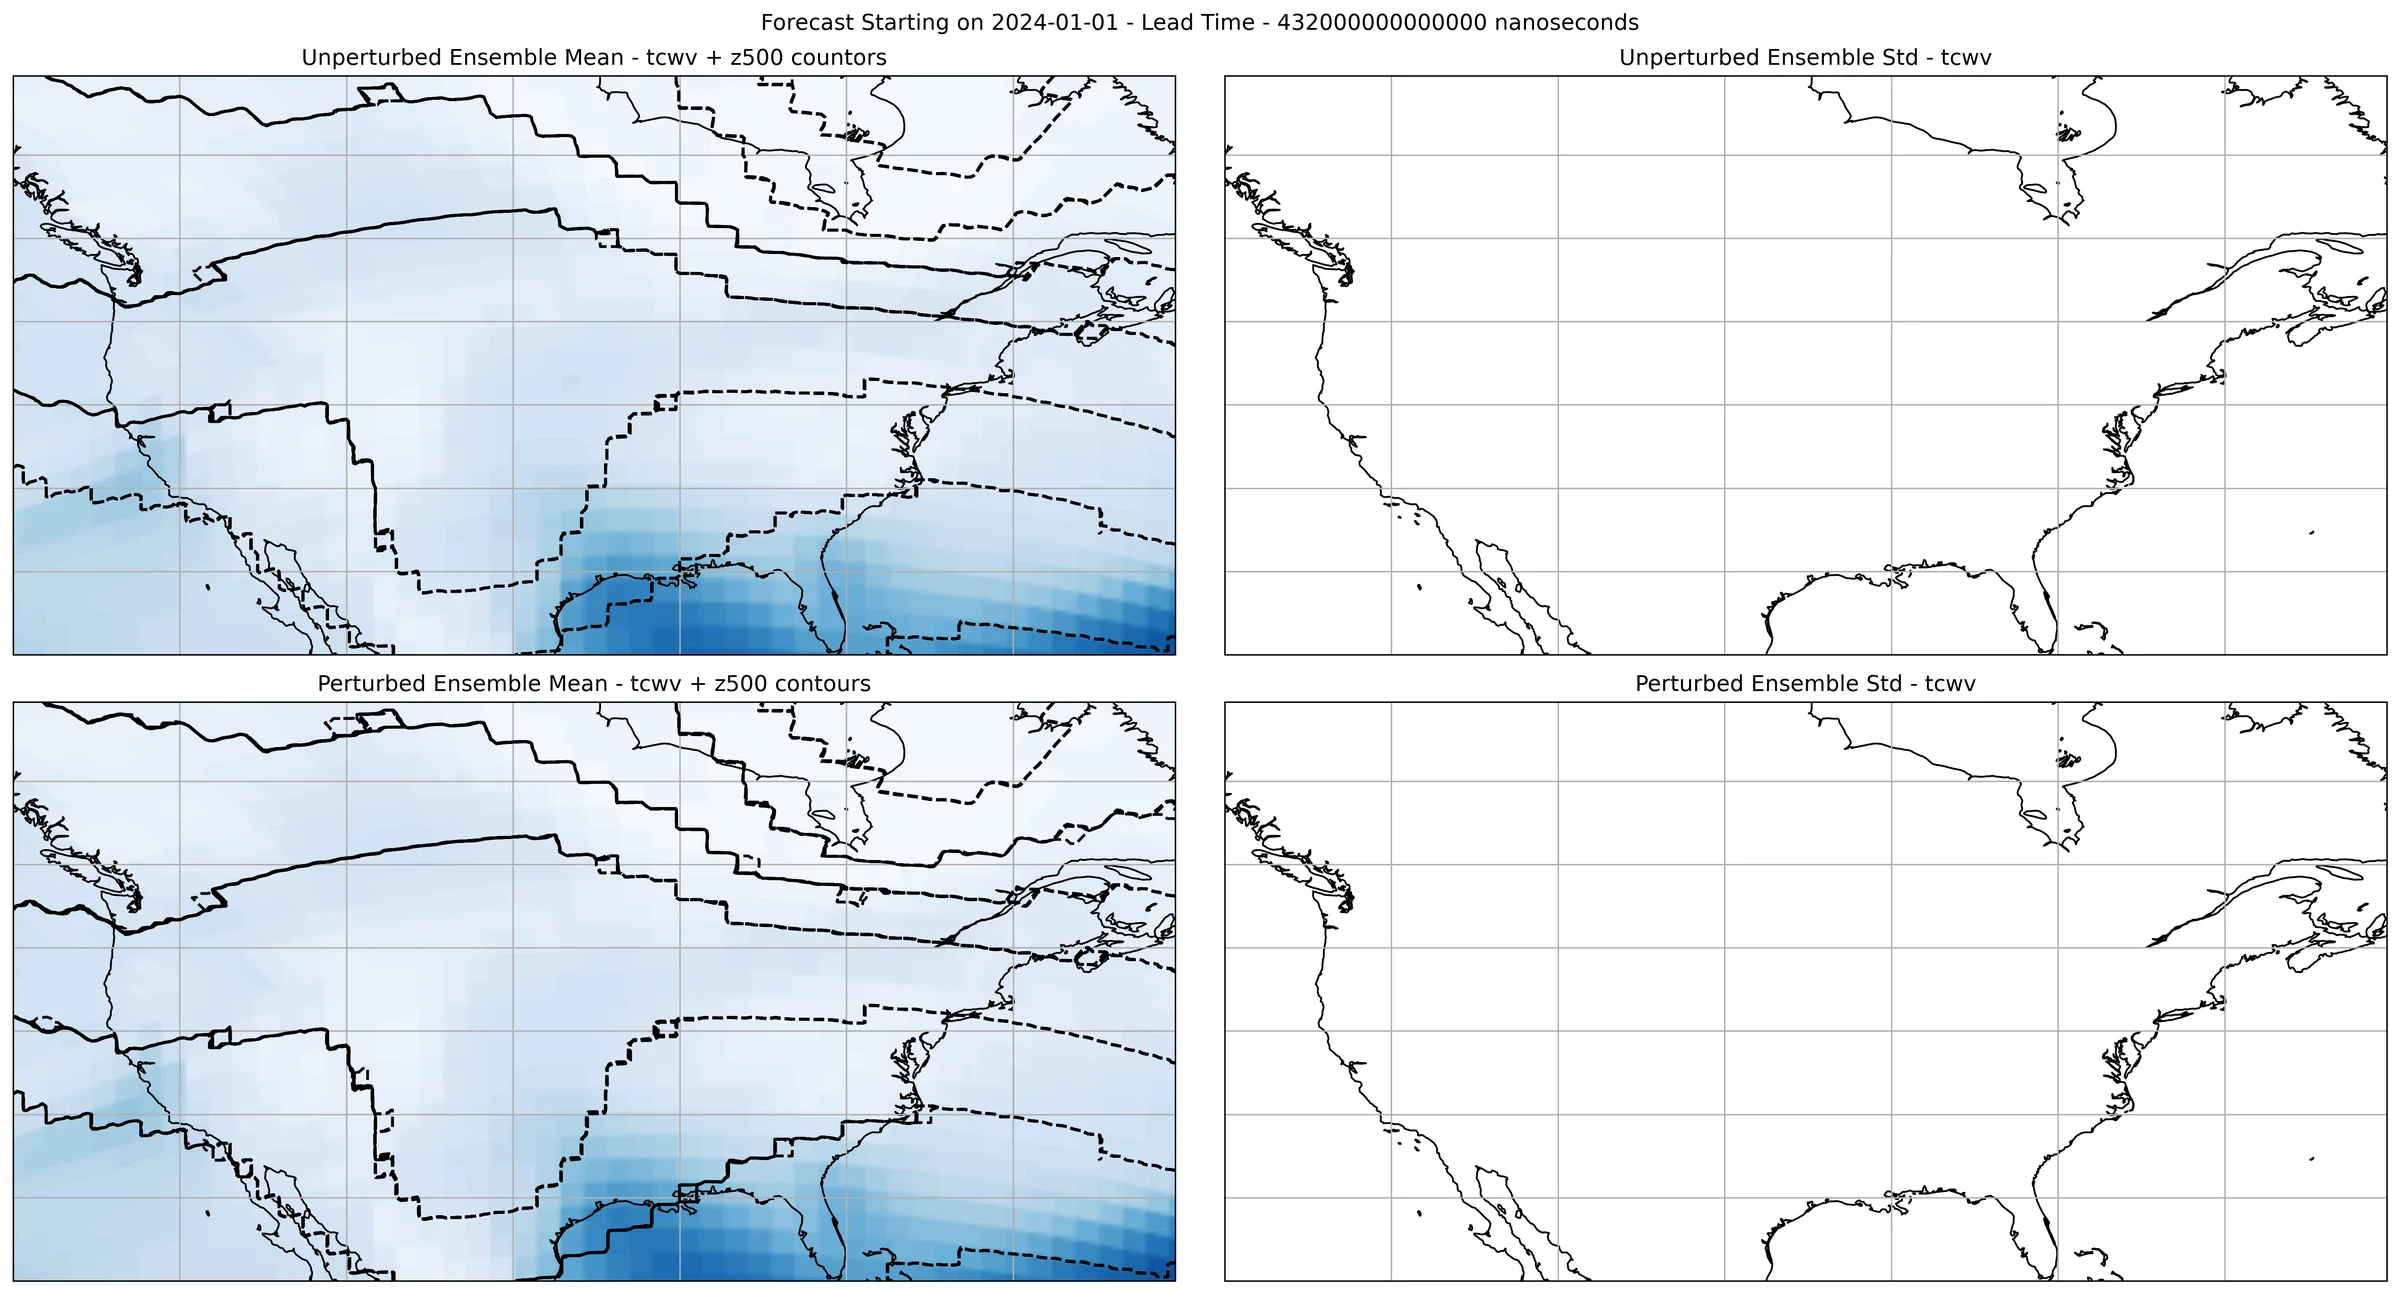 Forecast Starting on 2024-01-01 - Lead Time - 432000000000000 nanoseconds
Unperturbed Ensemble Mean - tcwv + z500 countors
Unperturbed Ensemble Std - tcwv
Perturbed Ensemble Mean - tcwv + z500 contours
Perturbed Ensemble Std - tcwv